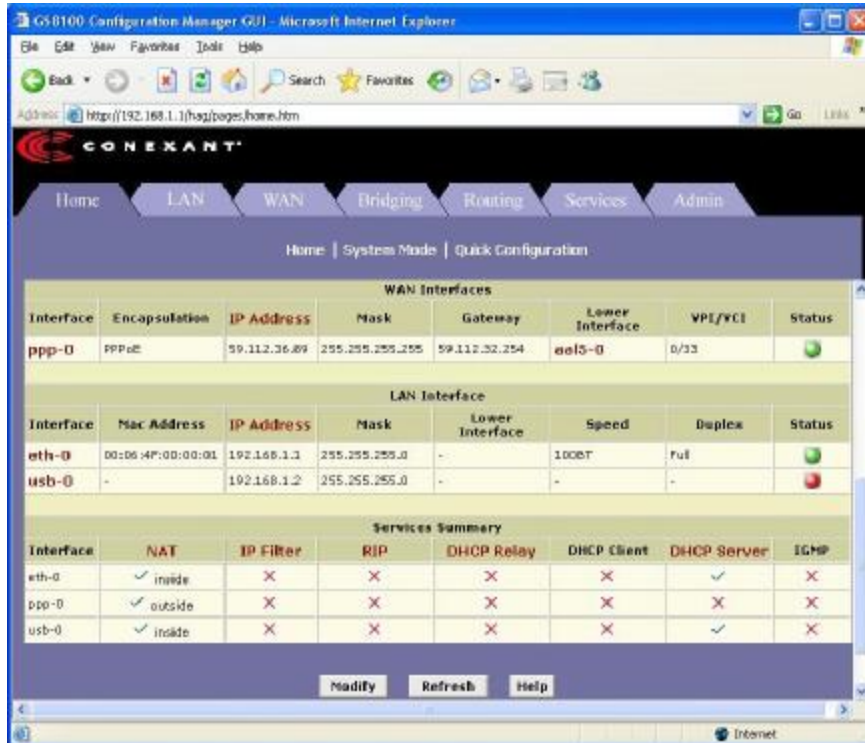 GS8100 Configuration Manager GUI - Microsoft Internet Explorer
File Edit View Favorites Tools Help
Back Search Favorites
Address http://192.168.1.1/hag/pages/home.htm Go Links
CONEXANT
Home LAN WAN Bridging Routing Services Admin
Home | System Mode | Quick Configuration
WAN Interfaces
Interface Encapsulation IP Address Mask Gateway Lower Interface VPI/VCI Status
ppp-0 PPPoE 59.112.36.89 255.255.255.255 59.112.32.254 aal5-0 0/33
LAN Interface
Interface Mac Address IP Address Mask Lower Interface Speed Duplex Status
eth-0 00:06:4F:00:00:01 192.168.1.1 255.255.255.0 - 100BT Full
usb-0 - 192.168.1.2 255.255.255.0 - - -
Services Summary
Interface NAT IP Filter RIP DHCP Relay DHCP Client DHCP Server IGMP
eth-0 inside
ppp-0 outside
usb-0 inside
Modify Refresh Help
Internet